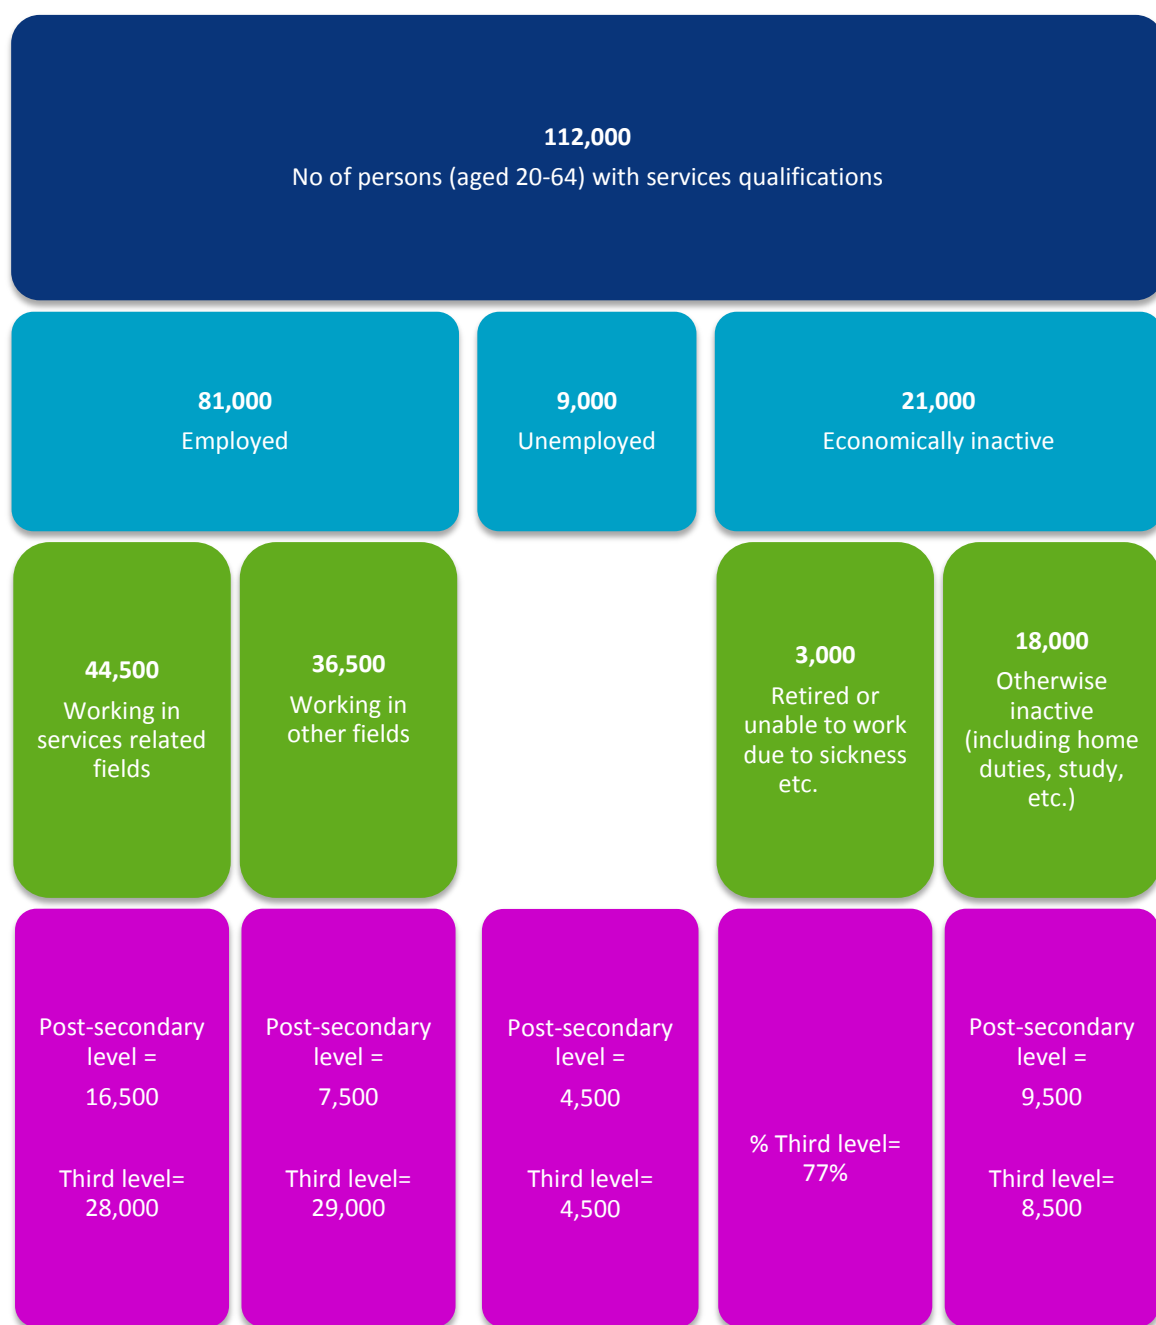 112,000
No of persons (aged 20-64) with services qualifications
81,000
Employed
9,000
Unemployed
21,000
Economically inactive
44,500
Working in
services related
fields
36,500
Working in
other fields
3,000
Retired or
unable to work
due to sickness
etc.
18,000
Otherwise
inactive
(including home
duties, study,
etc.)
Post-secondary
level =
16,500
Third level=
28,000
Post-secondary
level =
7,500
Third level=
29,000
Post-secondary
level =
4,500
Third level=
4,500
% Third level=
77%
Post-secondary
level =
9,500
Third level=
8,500